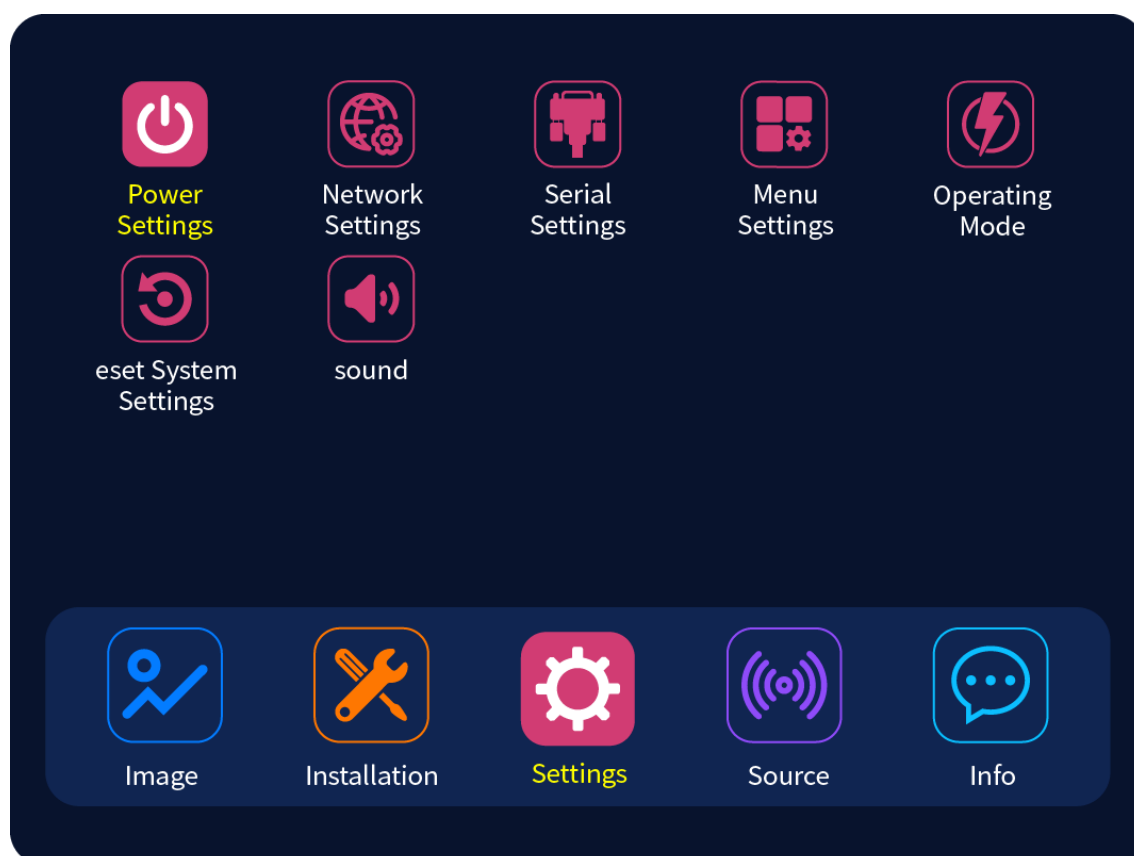 Power
Settings
Network
Settings
Serial
Settings
Menu
Settings
Operating
Mode
eset System
Settings
sound
Image
Installation
Settings
Source
Info